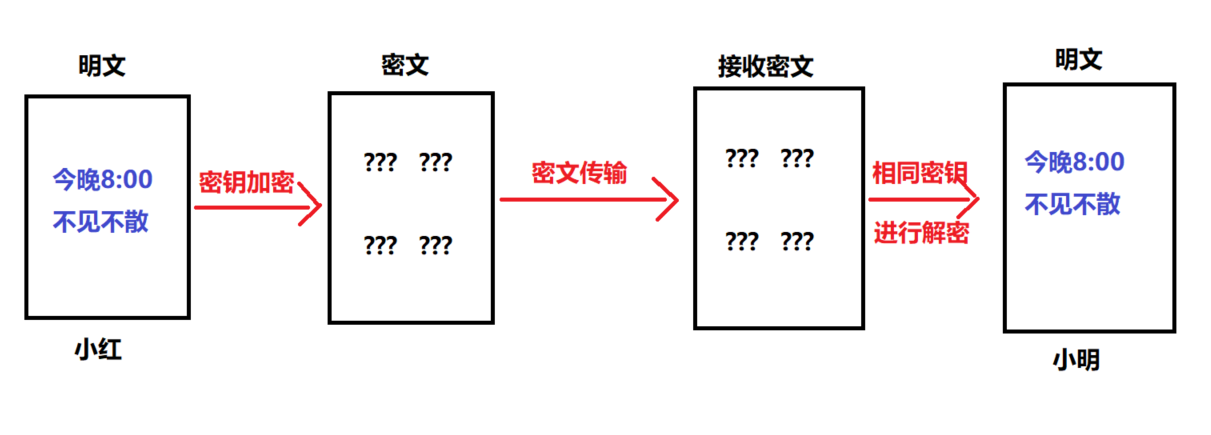 明文
密文
接收密文
明文
今晚8:00
不见不散
密钥加密
??? ???
??? ???
密文传输
??? ???
??? ???
相同密钥
进行解密
今晚8:00
不见不散
小红
小明